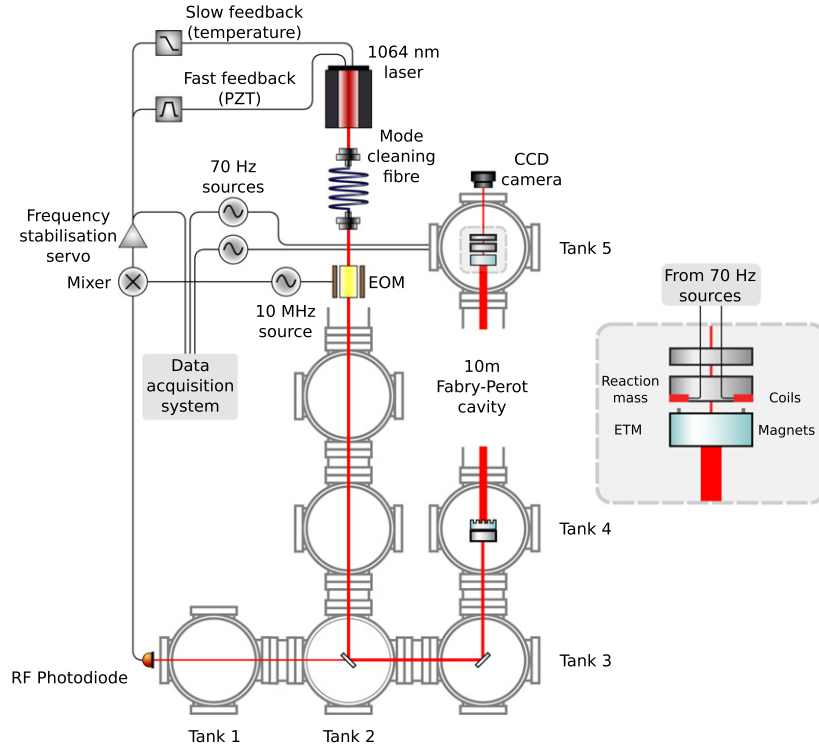 Slow feedback
(temperature)
1064 nm
laser
Fast feedback
(PZT)
Mode
cleaning
fibre
70 Hz
sources
CCD
camera
Frequency
stabilisation
servo
Tank 5
Mixer
EOM
10 MHz
source
From 70 Hz
sources
Data
acquisition
system
10m
Fabry-Perot
cavity
Reaction
mass
Coils
ETM
Magnets
Tank 4
Tank 3
RF Photodiode
Tank 1
Tank 2